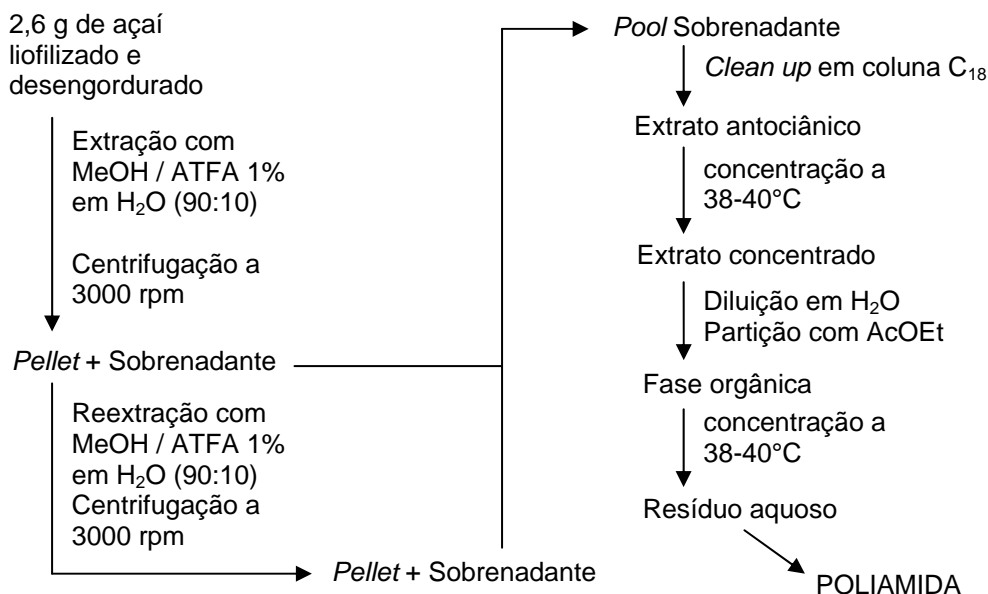 2,6 g de açaí
liofilizado e
desengordurado
Extração com
MeOH / ATFA 1%
em H₂O (90:10)
Centrifugação a
3000 rpm
Pellet + Sobrenadante
Reextração com
MeOH / ATFA 1%
em H₂O (90:10)
Centrifugação a
3000 rpm
Pellet + Sobrenadante
Pool Sobrenadante
Clean up em coluna C₁₈
Extrato antociânico
concentração a
38-40°C
Extrato concentrado
Diluição em H₂O
Partição com AcOEt
Fase orgânica
concentração a
38-40°C
Resíduo aquoso
POLIAMIDA